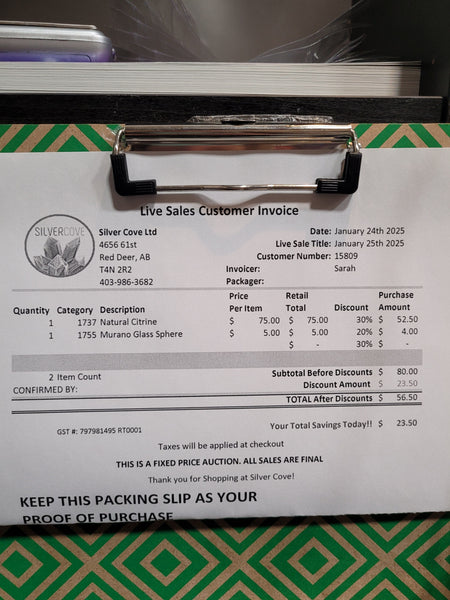 Live Sales Customer Invoice
SILVERCOVE
Silver Cove Ltd
4656 61st
Red Deer, AB
T4N 2R2
403-986-3682
Date: January 24th 2025
Live Sale Title: January 25th 2025
Customer Number: 15809
Invoicer: Sarah
Packager:
Quantity Category Description Price Per Item Retail Total Discount Purchase Amount
1 1737 Natural Citrine $ 75.00 $ 75.00 30% $ 52.50
1 1755 Murano Glass Sphere $ 5.00 $ 5.00 20% $ 4.00
$ - 30% $ -
2 Item Count
Subtotal Before Discounts $ 80.00
Discount Amount $ 23.50
CONFIRMED BY:
TOTAL After Discounts $ 56.50
GST #: 797981495 RT0001
Your Total Savings Today!! $ 23.50
Taxes will be applied at checkout
THIS IS A FIXED PRICE AUCTION. ALL SALES ARE FINAL
Thank you for Shopping at Silver Cove!
KEEP THIS PACKING SLIP AS YOUR
PROOF OF PURCHASE